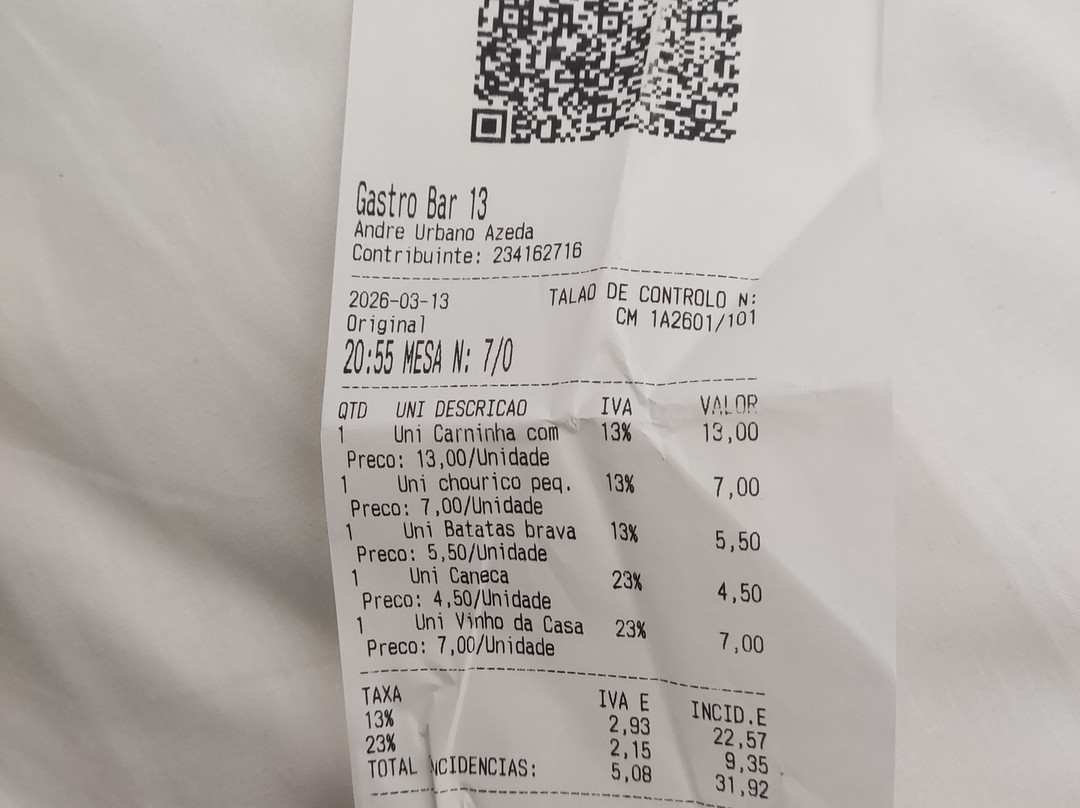 Gastro Bar 13
Andre Urbano Azeda
Contribuinte: 234162716
2026-03-13 TALAO DE CONTROLO N:
Original CM 1A2601/101
20:55 MESA N: 7/0
QTD UNI DESCRICAO IVA VALOR
1 Uni Carninha com 13% 13,00
Preco: 13,00/Unidade
1 Uni chourico peq. 13% 7,00
Preco: 7,00/Unidade
1 Uni Batatas brava 13% 5,50
Preco: 5,50/Unidade
1 Uni Caneca 23% 4,50
Preco: 4,50/Unidade
1 Uni Vinho da Casa 23% 7,00
Preco: 7,00/Unidade
TAXA IVA E INCID.E
13% 2,93 22,57
23% 2,15 9,35
TOTAL NCIDENCIAS: 5,08 31,92